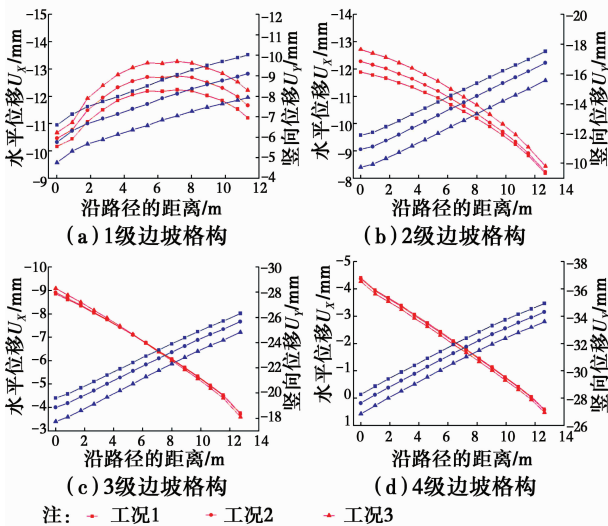 水平位移UX/mm
-15
-14
-13
-12
-11
-10
-9
0 2 4 6 8 10 12
沿路径的距离/m
-12
-11
-10
-9
-8
-7
-6
-5
-4
竖向位移Uy/mm
(a)1级边坡格构
水平位移UX/mm
-14
-13
-12
-11
-10
-9
-8
0 2 4 6 8 10 12 14
沿路径的距离/m
-20
-18
-16
-14
-12
-10
竖向位移Uy/mm
(b)2级边坡格构
水平位移UX/mm
-10
-9
-8
-7
-6
-5
-4
-3
0 2 4 6 8 10 12 14
沿路径的距离/m
-30
-28
-26
-24
-22
-20
-18
竖向位移Uy/mm
(c)3级边坡格构
水平位移UX/mm
-5
-4
-3
-2
-1
0
1
0 2 4 6 8 10 12 14
沿路径的距离/m
-38
-36
-34
-32
-30
-28
-26
竖向位移Uy/mm
(d)4级边坡格构
注: 工况1 工况2 工况3